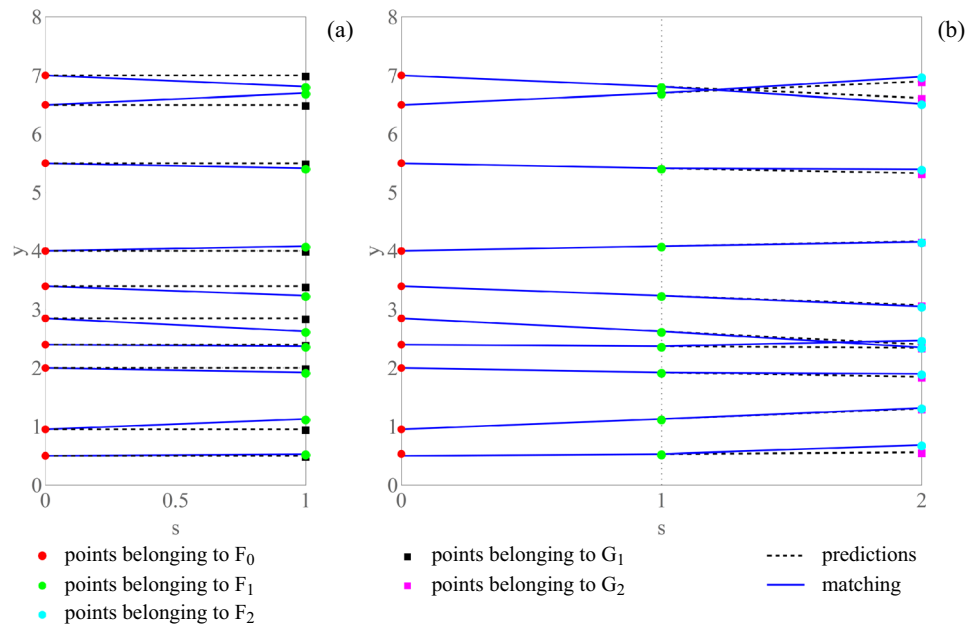 8
7
6
5
4
3
2
1
0
y
0
0.5
1
s
(a)
8
7
6
5
4
3
2
1
0
y
0
1
2
s
(b)
points belonging to F₀
points belonging to F₁
points belonging to F₂
points belonging to G₁
points belonging to G₂
predictions
matching